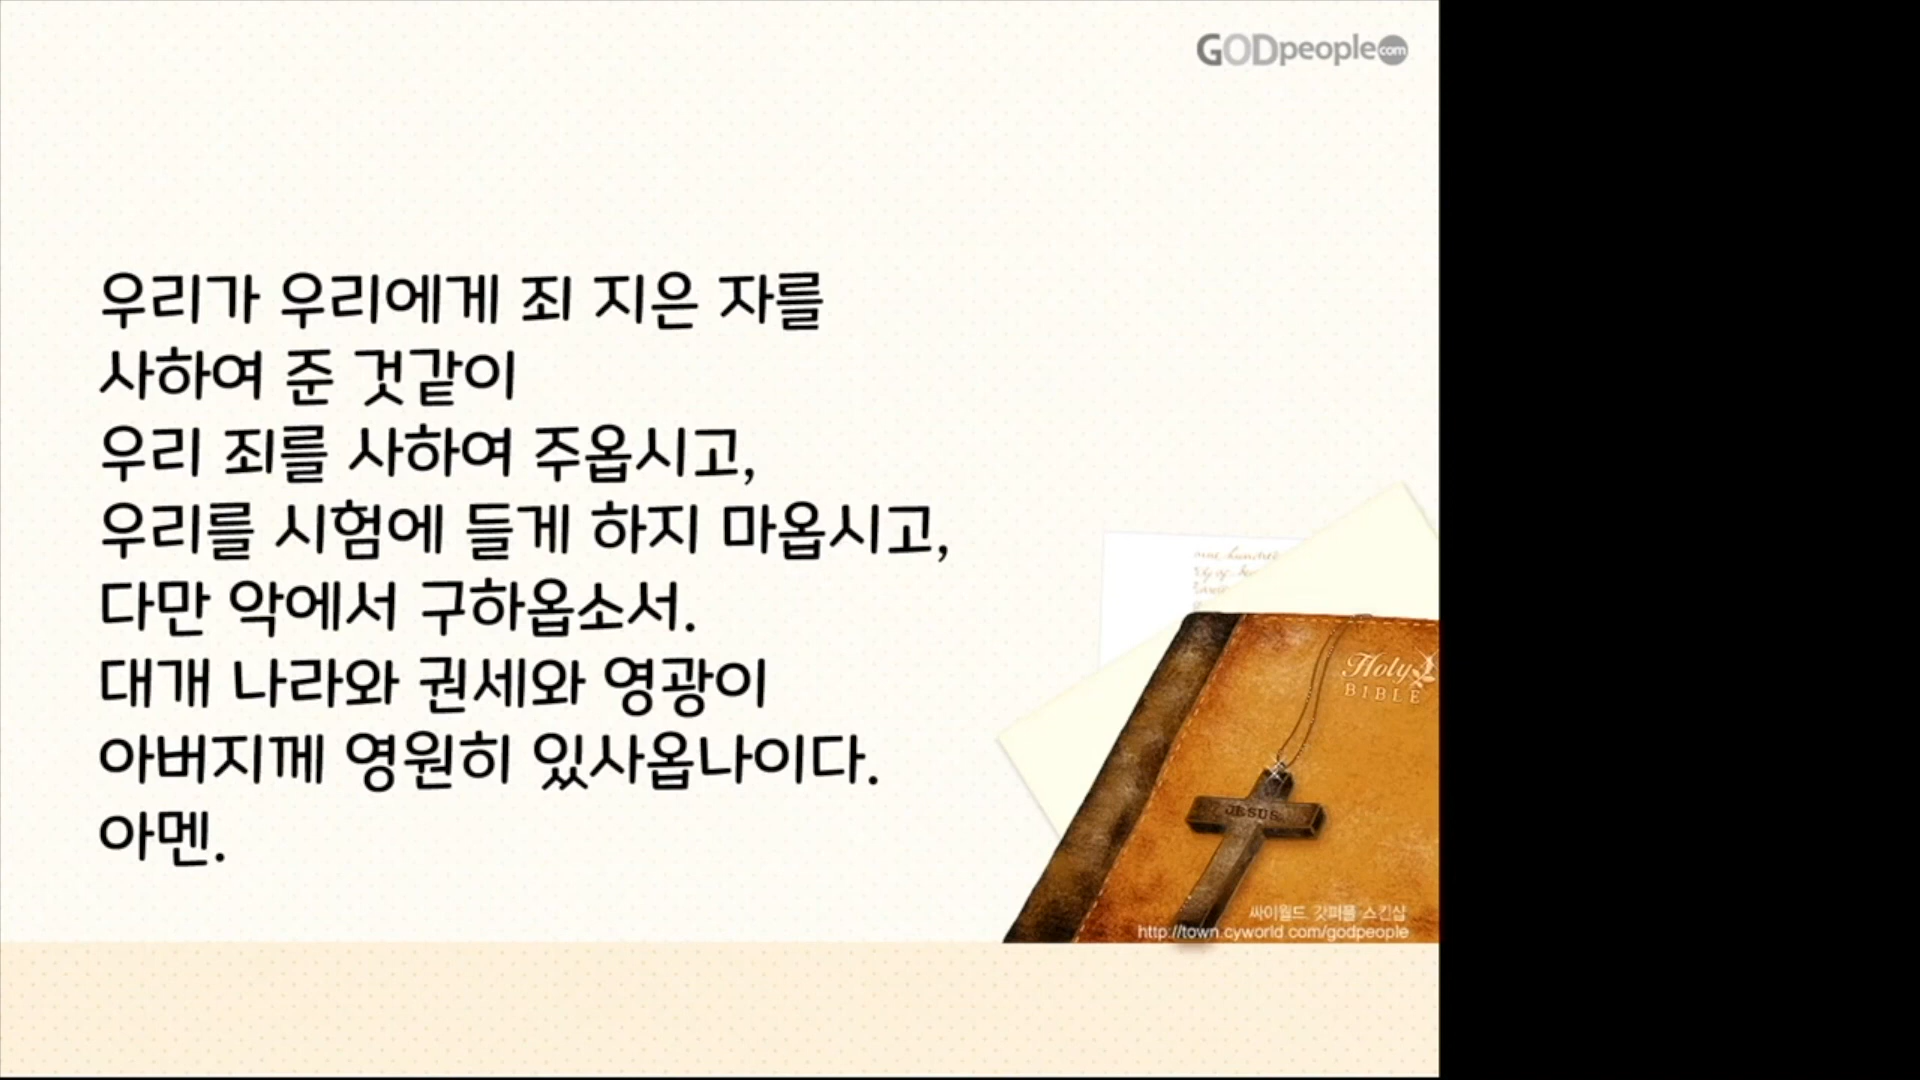 GODpeople.com
우리가 우리에게 죄 지은 자를
사하여 준 것같이
우리 죄를 사하여 주옵시고,
우리를 시험에 들게 하지 마옵시고,
다만 악에서 구하옵소서.
대개 나라와 권세와 영광이
아버지께 영원히 있사옵나이다.
아멘.
Holy
BIBLE
JESUS
싸이월드 갓피플 스킨샵
http://town.cyworld.com/godpeople